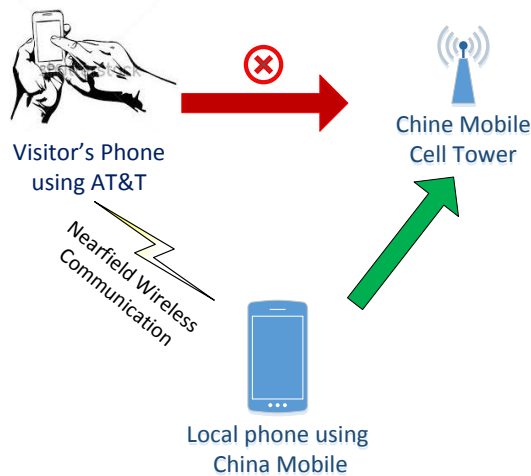 Visitor's Phone
using AT&T
Chine Mobile
Cell Tower
Nearfield Wireless
Communication
Local phone using
China Mobile